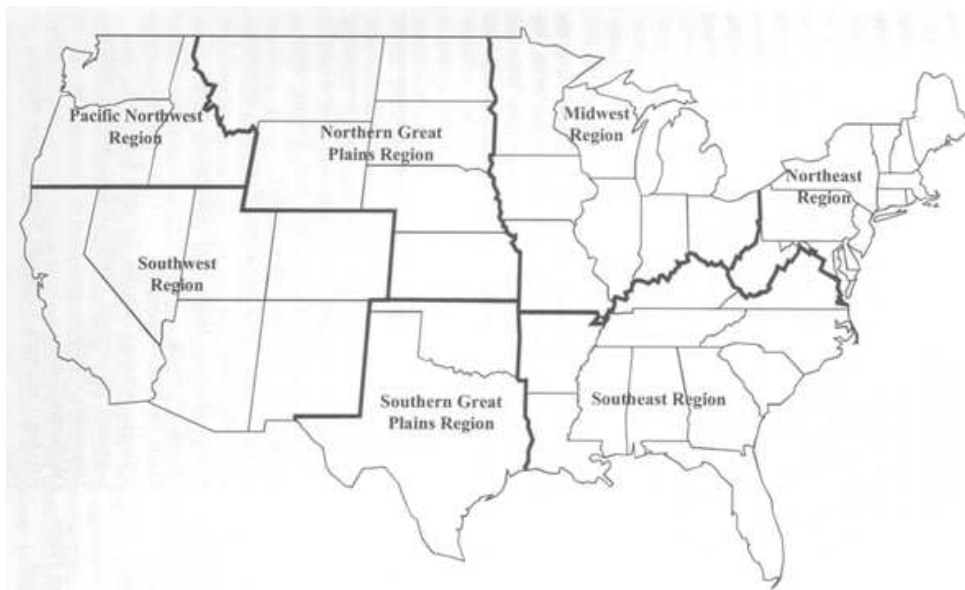 Pacific Northwest
Region
Northern Great
Plains Region
Midwest
Region
Northeast
Region
Southwest
Region
Southern Great
Plains Region
Southeast Region